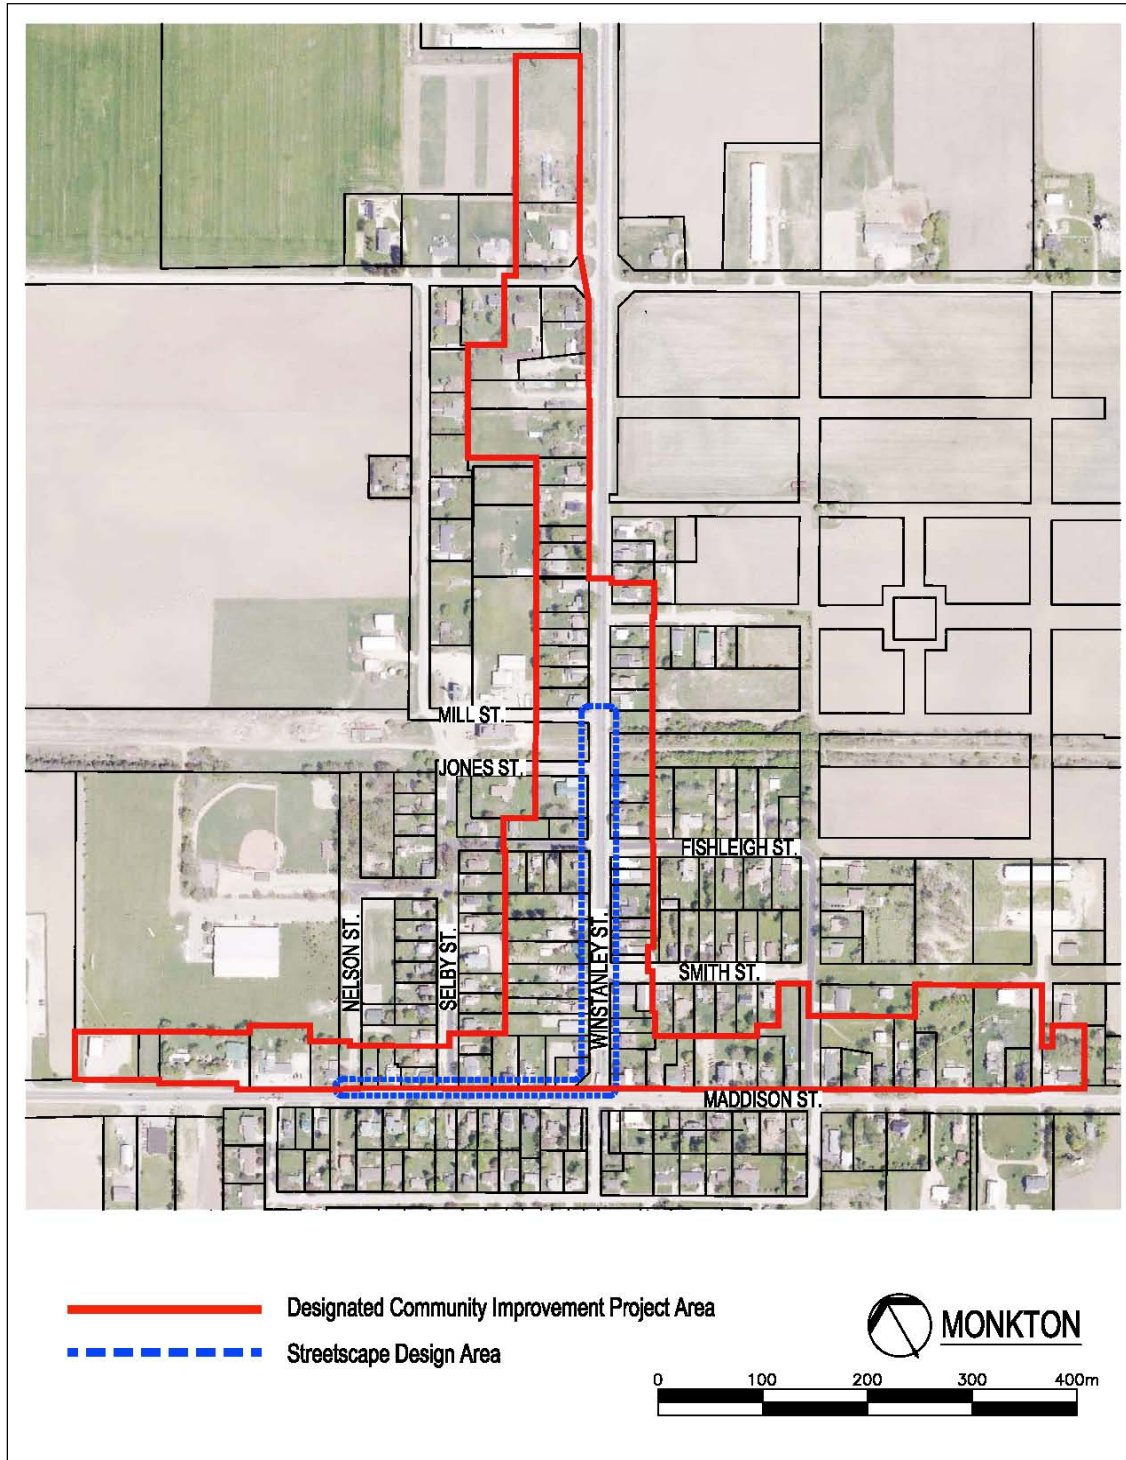 MILL ST.
JONES ST.
FISHLEIGH ST.
NELSON ST.
SELBY ST.
WINSTANLEY ST.
SMITH ST.
MADDISON ST.
Designated Community Improvement Project Area
Streetscape Design Area
MONKTON
0 100 200 300 400m